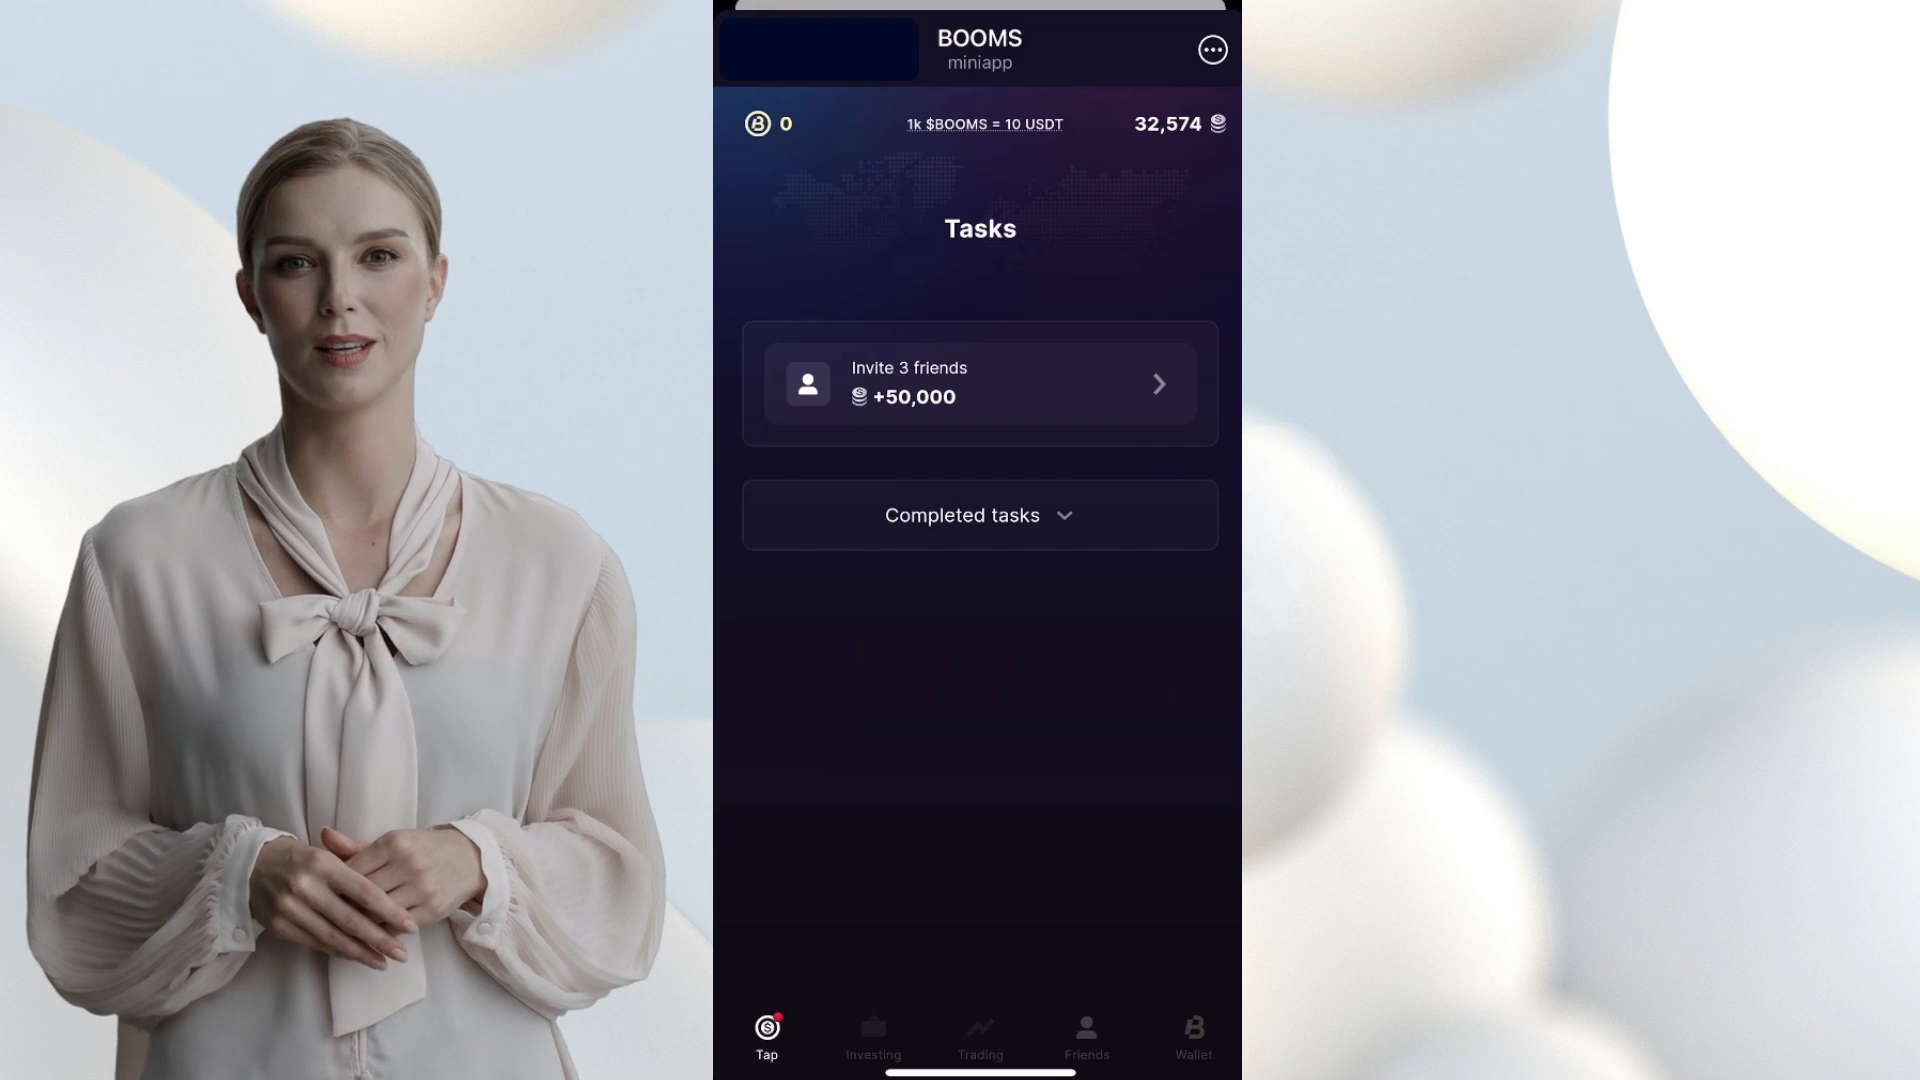 BOOMS
miniapp
0
1k $BOOMS = 10 USDT
32,574
Tasks
Invite 3 friends
+50,000
Completed tasks
Tap
Investing
Trading
Friends
Wallet